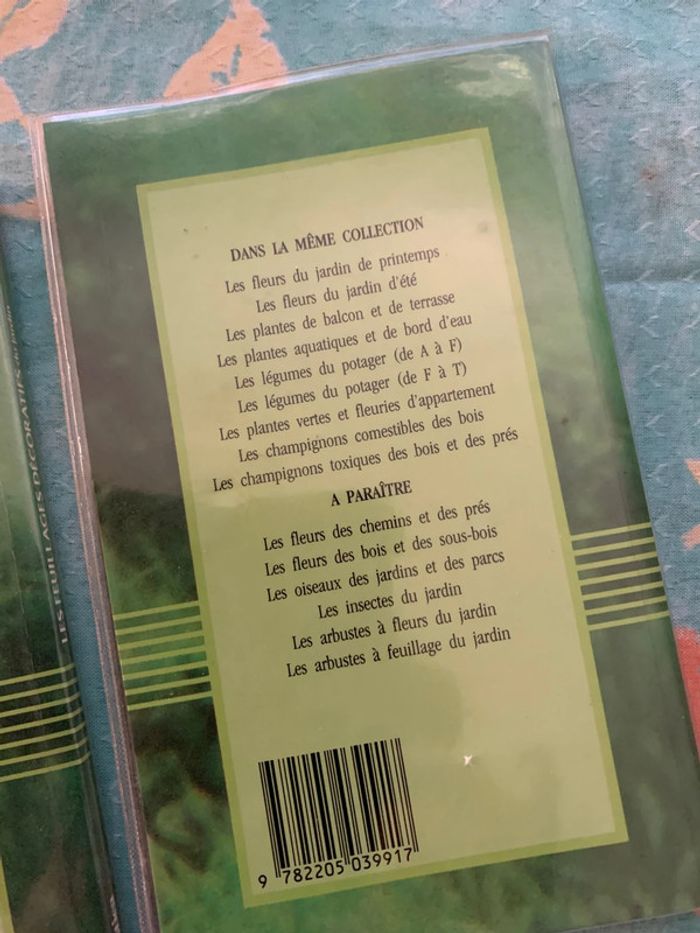 DANS LA MÊME COLLECTION
Les fleurs du jardin de printemps
Les fleurs du jardin d'été
Les plantes de balcon et de terrasse
Les plantes aquatiques et de bord d'eau
Les légumes du potager (de A à F)
Les légumes du potager (de F à T)
Les plantes vertes et fleuries d'appartement
Les champignons comestibles des bois
Les champignons toxiques des bois et des prés
A PARAÎTRE
Les fleurs des chemins et des prés
Les fleurs des bois et des sous-bois
Les oiseaux des jardins et des parcs
Les insectes du jardin
Les arbustes à fleurs du jardin
Les arbustes à feuillage du jardin
9 782205 039917
LES FEUILLAGES DÉCORATIFS du jardin